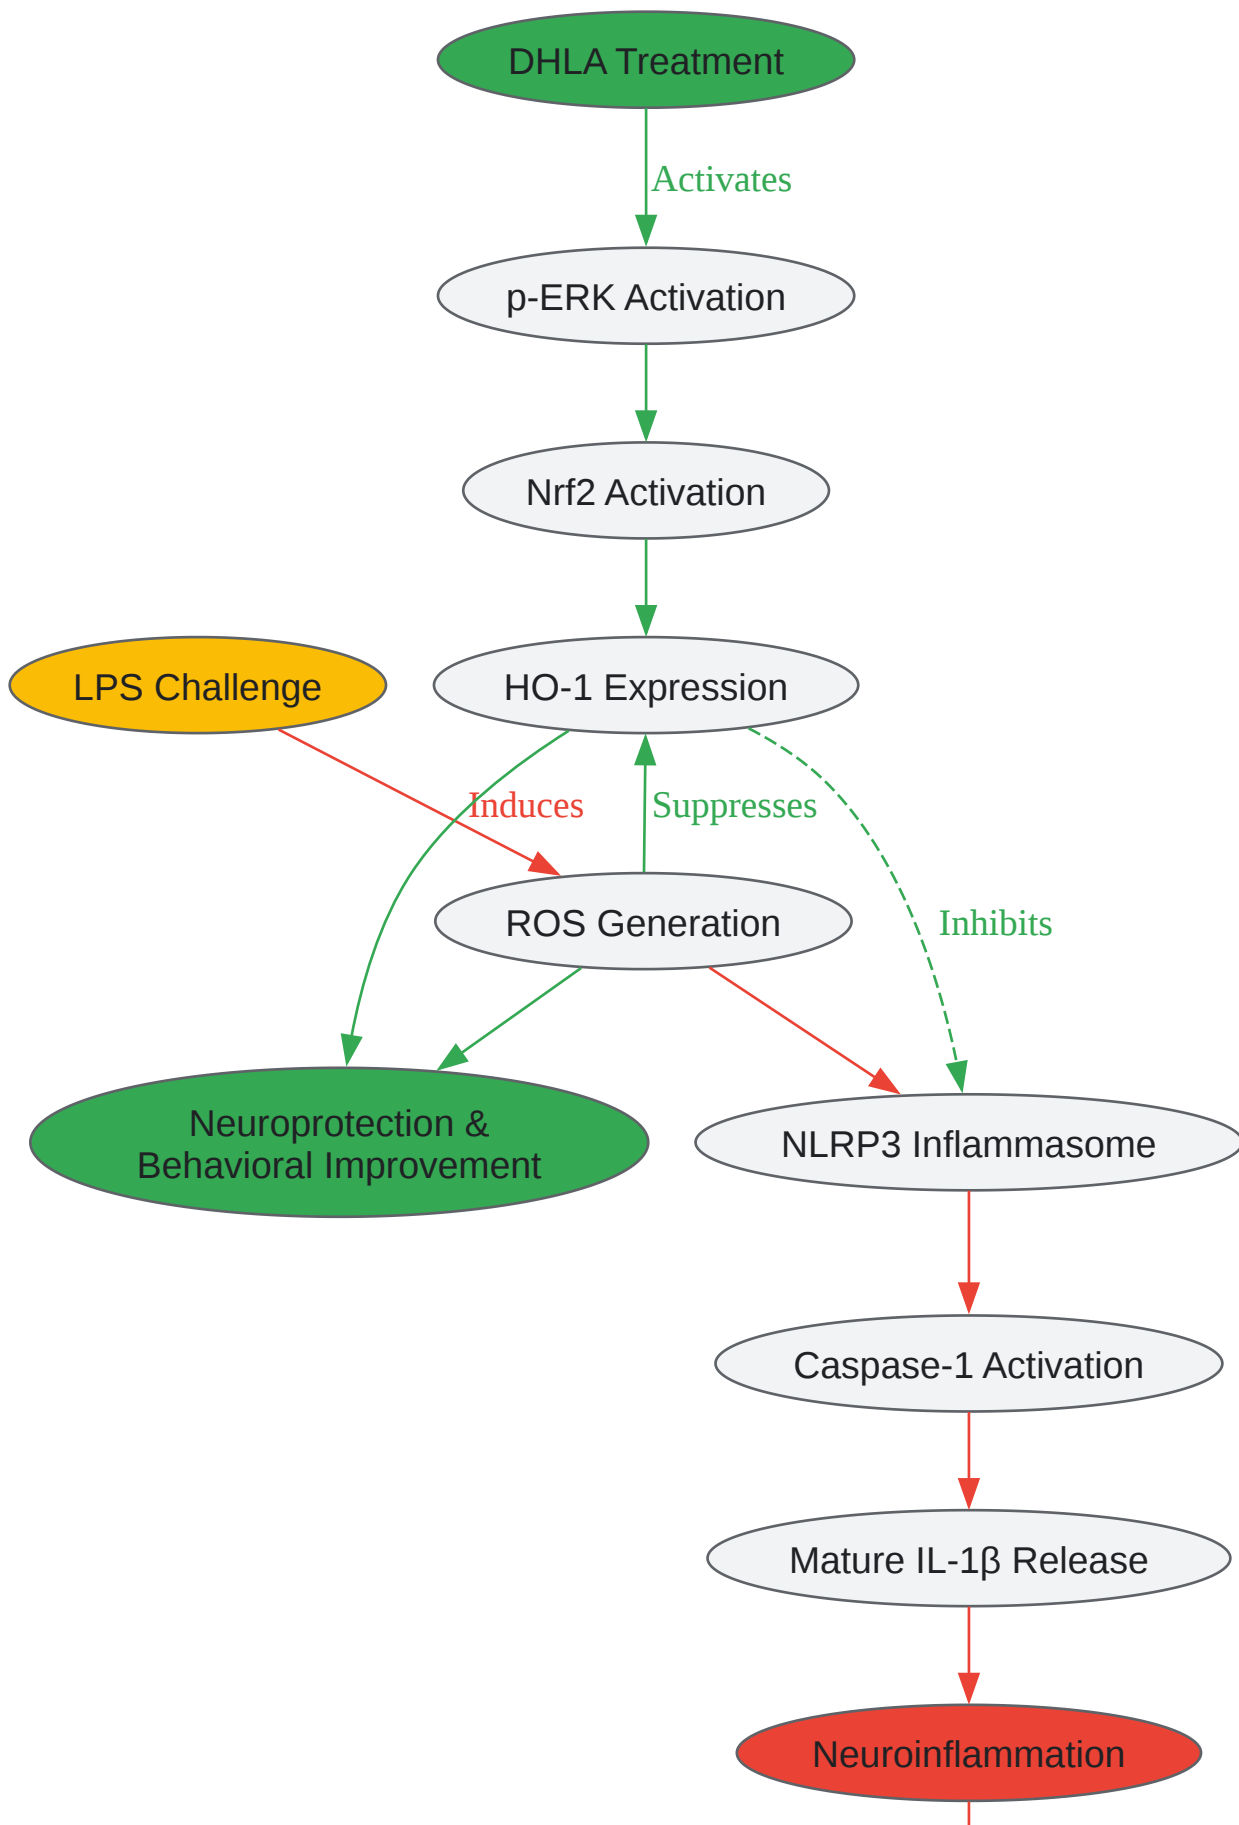 DHLA Treatment
Activates
p-ERK Activation
Nrf2 Activation
LPS Challenge
HO-1 Expression
Induces
Suppresses
ROS Generation
Inhibits
Neuroprotection &
Behavioral Improvement
NLRP3 Inflammasome
Caspase-1 Activation
Mature IL-1β Release
Neuroinflammation